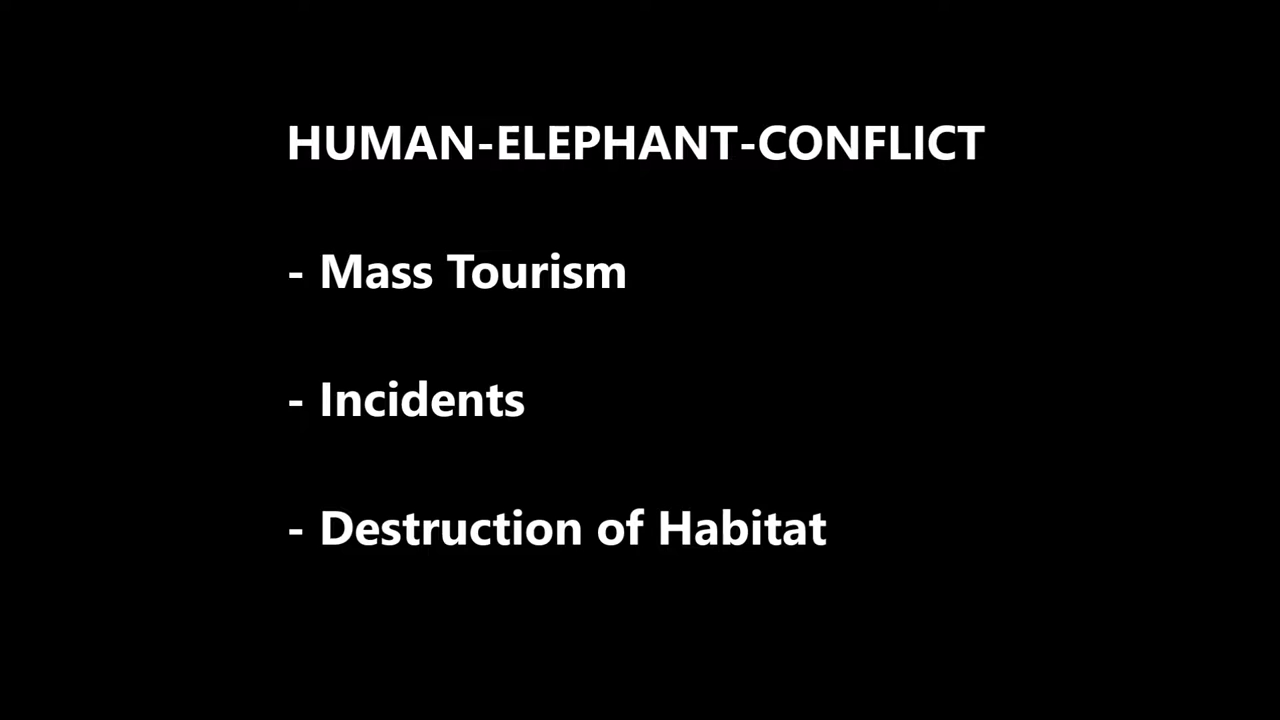 HUMAN-ELEPHANT-CONFLICT
- Mass Tourism
- Incidents
- Destruction of Habitat